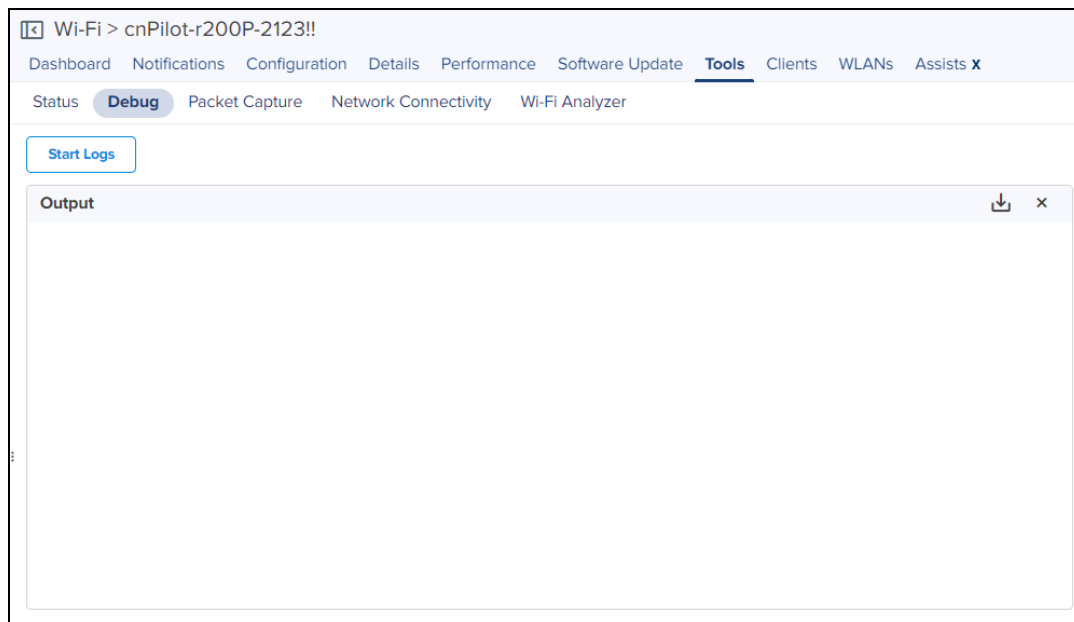 Wi-Fi > cnPilot-r200P-2123!!
Dashboard Notifications Configuration Details Performance Software Update Tools Clients WLANs Assists X
Status Debug Packet Capture Network Connectivity Wi-Fi Analyzer
Start Logs
Output